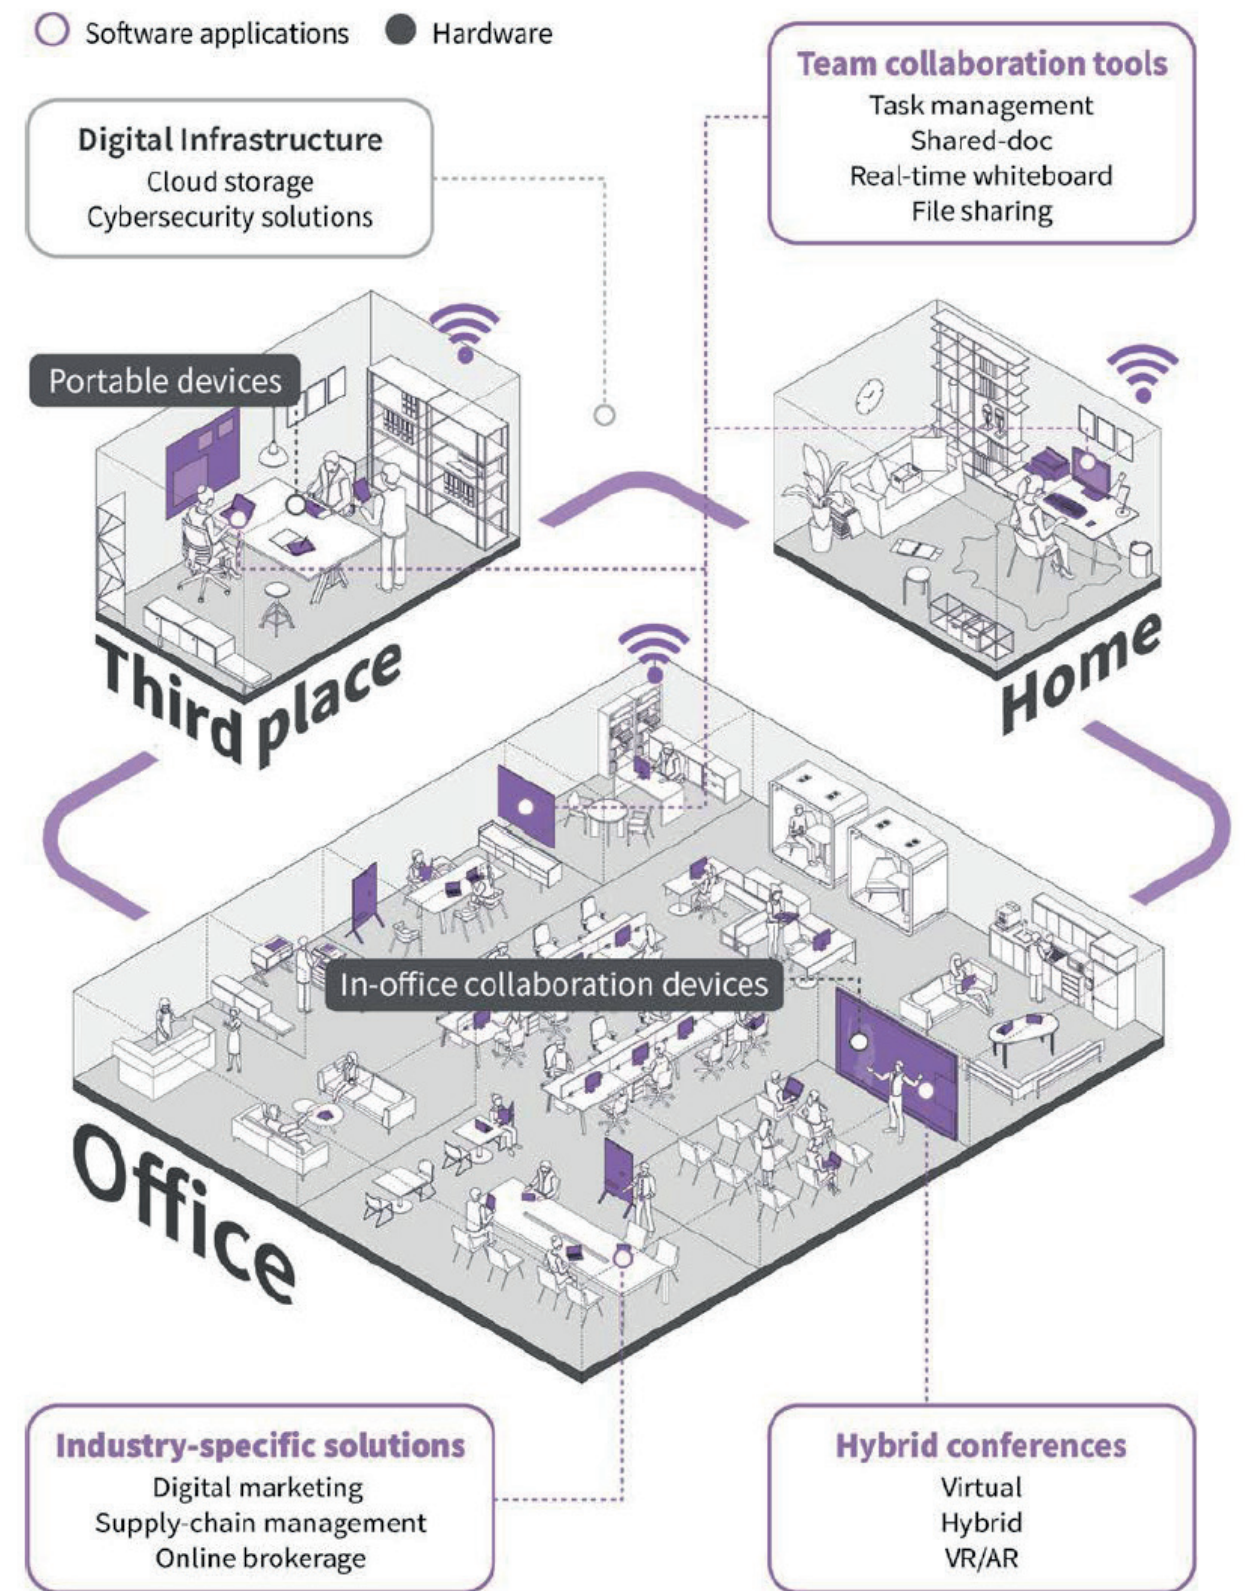 Software applications
Hardware
Team collaboration tools
Task management
Shared-doc
Real-time whiteboard
File sharing
Digital Infrastructure
Cloud storage
Cybersecurity solutions
Portable devices
Third place
Home
In-office collaboration devices
Office
Industry-specific solutions
Digital marketing
Supply-chain management
Online brokerage
Hybrid conferences
Virtual
Hybrid
VR/AR